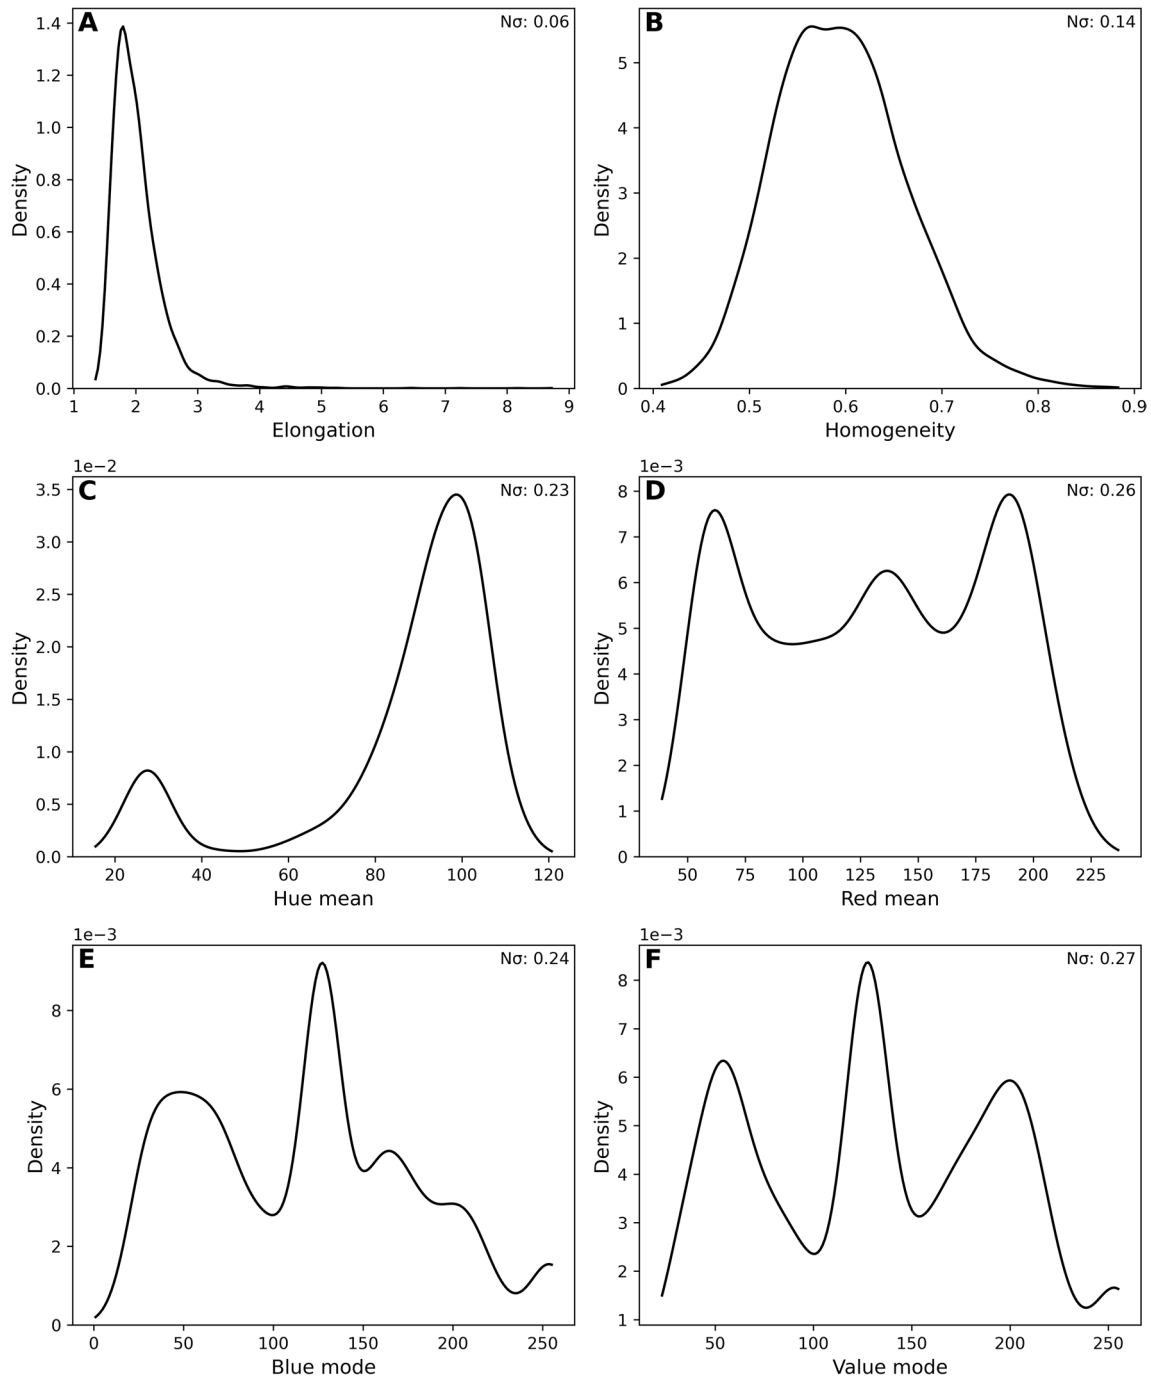 A
Nσ: 0.06
1.4
1.2
1.0
0.8
0.6
0.4
0.2
0.0
Density
1 2 3 4 5 6 7 8 9
Elongation
B
Nσ: 0.14
5
4
3
2
1
0
Density
0.4 0.5 0.6 0.7 0.8 0.9
Homogeneity
1e−2
C
Nσ: 0.23
3.5
3.0
2.5
2.0
1.5
1.0
0.5
0.0
Density
20 40 60 80 100 120
Hue mean
1e−3
D
Nσ: 0.26
8
7
6
5
4
3
2
1
0
Density
50 75 100 125 150 175 200 225
Red mean
1e−3
E
Nσ: 0.24
8
6
4
2
0
Density
0 50 100 150 200 250
Blue mode
1e−3
F
Nσ: 0.27
8
7
6
5
4
3
2
1
Density
50 100 150 200 250
Value mode